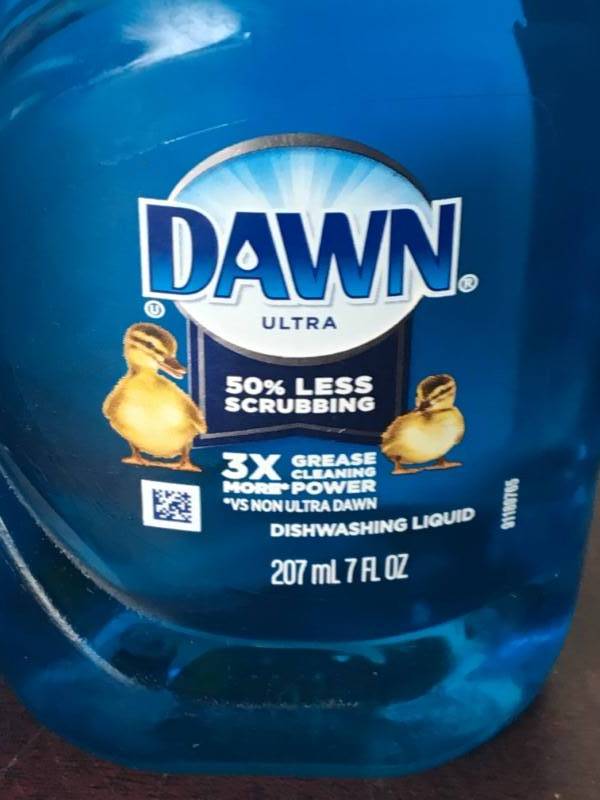 DAWN®
Ⓤ
ULTRA
50% LESS
SCRUBBING
3X GREASE
CLEANING
MORE* POWER
*VS NON ULTRA DAWN
DISHWASHING LIQUID
207 mL 7 FL OZ